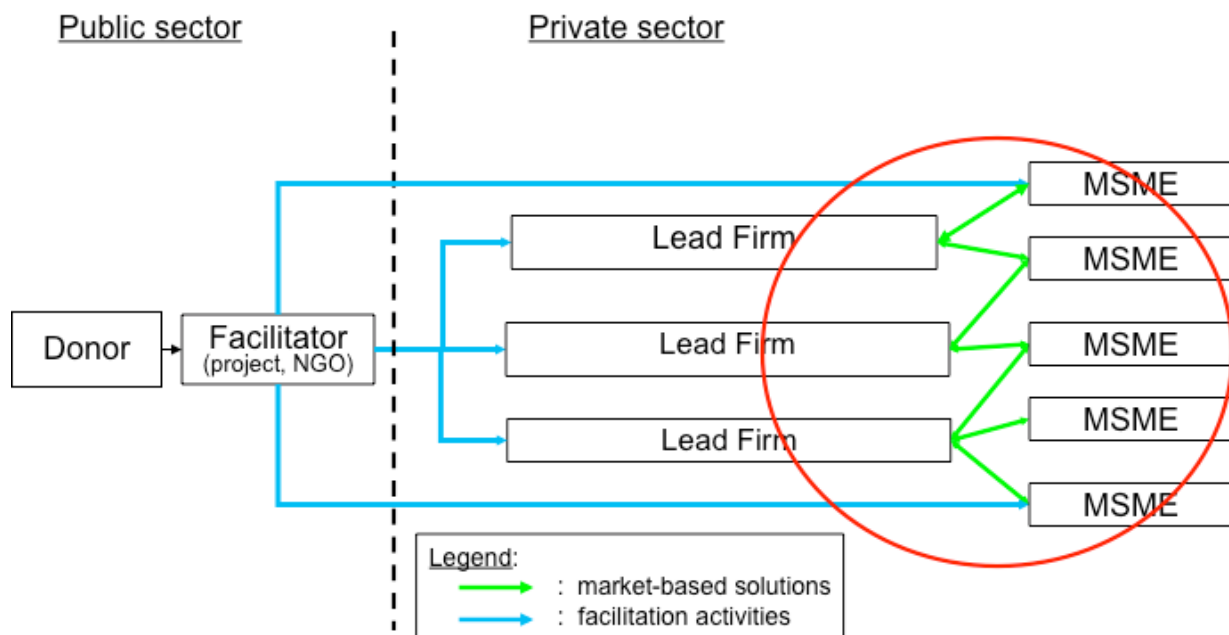 Public sector
Private sector
MSME
Lead Firm
MSME
Donor
Facilitator
(project, NGO)
Lead Firm
MSME
Lead Firm
MSME
MSME
Legend:
: market-based solutions
: facilitation activities